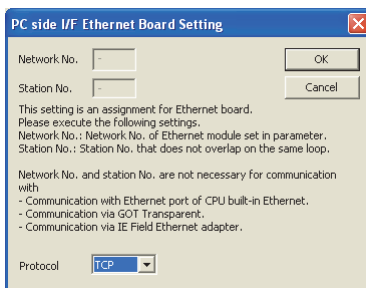 PC side I/F Ethernet Board Setting
Network No. -
OK
Station No. -
Cancel
This setting is an assignment for Ethernet board.
Please execute the following settings.
Network No.: Network No. of Ethernet module set in parameter.
Station No.: Station No. that does not overlap on the same loop.
Network No. and station No. are not necessary for communication
with
- Communication with Ethernet port of CPU built-in Ethernet.
- Communication via GOT Transparent.
- Communication via IE Field Ethernet adapter.
Protocol TCP